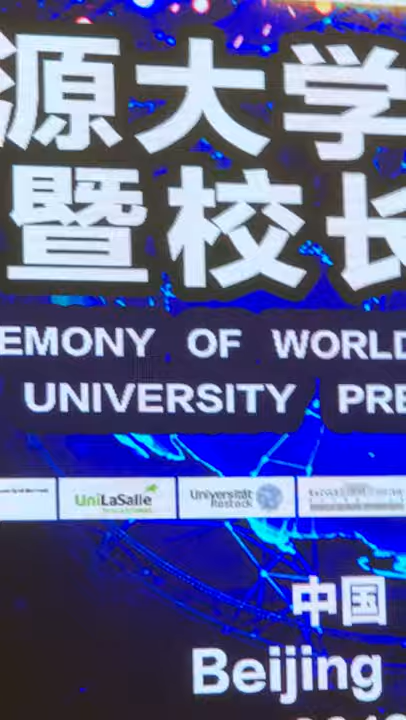 源大学
暨校长
EMONY OF WORLD
UNIVERSITY PRE
UniLaSalle
Universität
Rostock
中国
Beijing